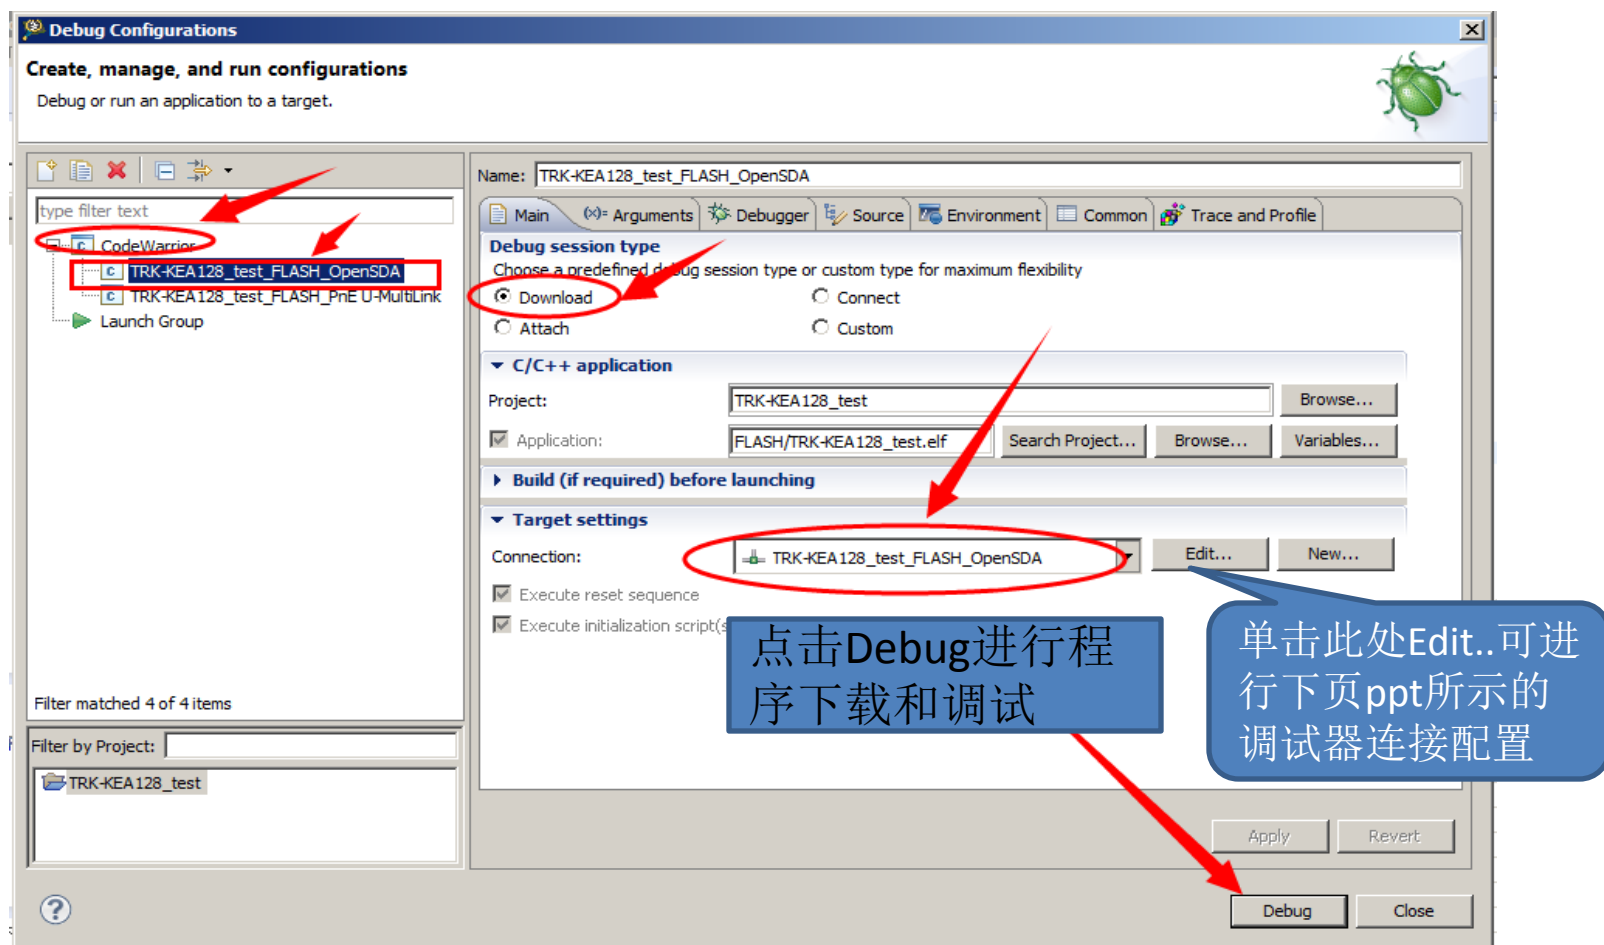 Debug Configurations
Create, manage, and run configurations
Debug or run an application to a target.
type filter text
CodeWarrior
TRK-KEA128_test_FLASH_OpenSDA
TRK-KEA128_test_FLASH_PnE U-MultiLink
Launch Group
Filter matched 4 of 4 items
Filter by Project:
TRK-KEA128_test
Name: TRK-KEA128_test_FLASH_OpenSDA
Main (x)= Arguments Debugger Source Environment Common Trace and Profile
Debug session type
Choose a predefined debug session type or custom type for maximum flexibility
Download Connect
Attach Custom
C/C++ application
Project: TRK-KEA128_test Browse...
Application: FLASH/TRK-KEA128_test.elf Search Project... Browse... Variables...
Build (if required) before launching
Target settings
Connection: TRK-KEA128_test_FLASH_OpenSDA Edit... New...
Execute reset sequence
Execute initialization script(s
点击Debug进行程
序下载和调试
单击此处Edit..可进
行下页ppt所示的
调试器连接配置
Apply Revert
Debug Close